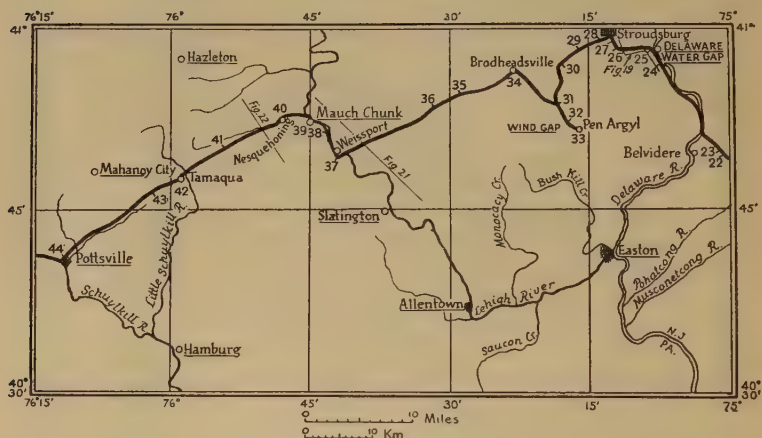 76°15' 76° 45' 30' 15' 75°
41° 41°
Hazleton
28
Stroudsburg
29
27
DELAWARE
WATER GAP
26
25
24
Fig 19
Brodheadsville
30
34
35
36
31
32
WIND GAP
Pen Argyl
33
Fig. 22
40
Mauch Chunk
39 38
Nesquehoning
41
Weissport
37
Fig. 21
Belvidere
23
22
Mahanoy City
Tamaqua
42
43
Bush Kill Cr.
Delaware R.
Monocacy Cr.
45' 45'
Slatington
Little Schuylkill R.
44
Pottsville
Easton
Pohatcong R.
Musconetcong R.
Allentown
Lehigh River
Schuylkill R.
Hamburg
Saucon Cr.
N.J.
PA.
40° 30' 40° 30'
76°15' 76° 45' 30' 15' 75°
0 10 Miles
0 10 Km